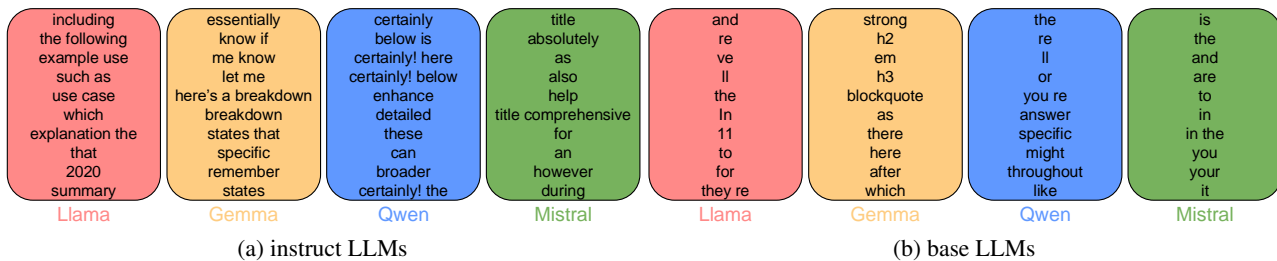 including
the following
example use
such as
use case
which
explanation the
that
2020
summary
Llama
essentially
know if
me know
let me
here's a breakdown
breakdown
states that
specific
remember
states
Gemma
certainly
below is
certainly! here
certainly! below
enhance
detailed
these
can
broader
certainly! the
Qwen
title
absolutely
as
also
help
title comprehensive
for
an
however
during
Mistral
(a) instruct LLMs
and
re
ve
ll
the
In
11
to
for
they re
Llama
strong
h2
em
h3
blockquote
as
there
here
after
which
Gemma
the
re
ll
or
you re
answer
specific
might
throughout
like
Qwen
is
the
and
are
to
in
in the
you
your
it
Mistral
(b) base LLMs